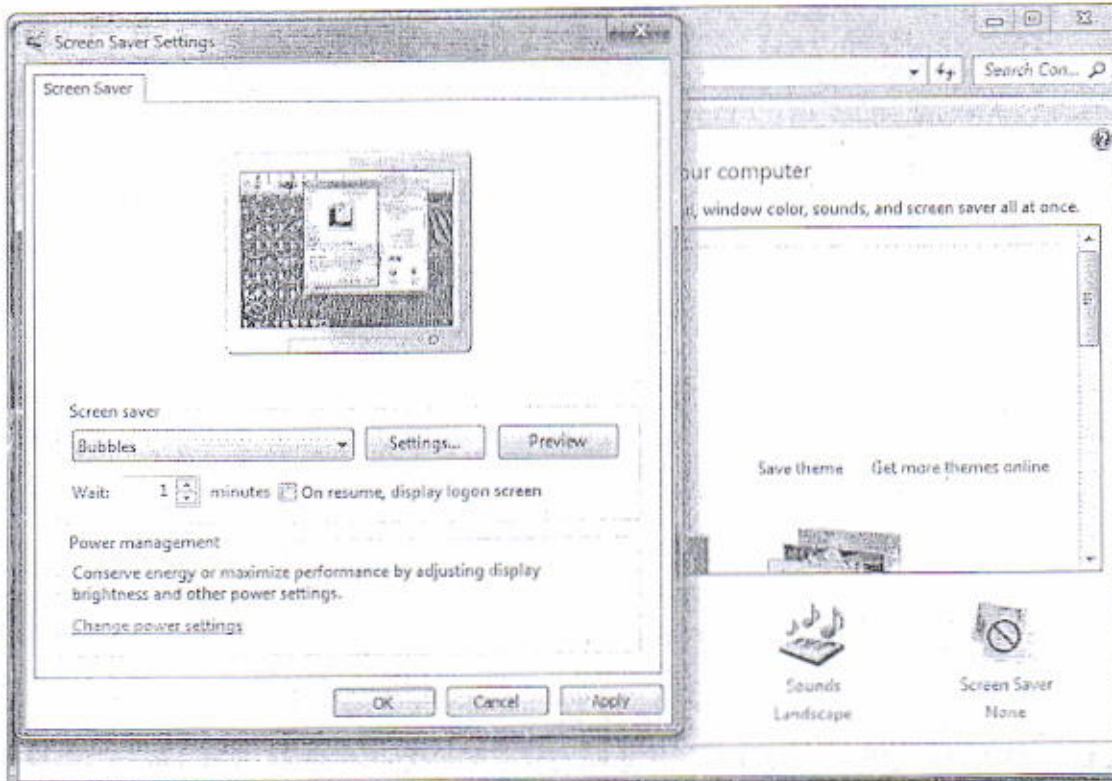 Screen Saver Settings
Screen Saver
Screen saver
Bubbles
Settings...
Preview
Wait: 1 minutes On resume, display logon screen
Power management
Conserve energy or maximize performance by adjusting display
brightness and other power settings.
Change power settings
OK Cancel Apply
Search Con...
ur computer
window color, sounds, and screen saver all at once.
Save theme Get more themes online
Sounds
Landscape
Screen Saver
None